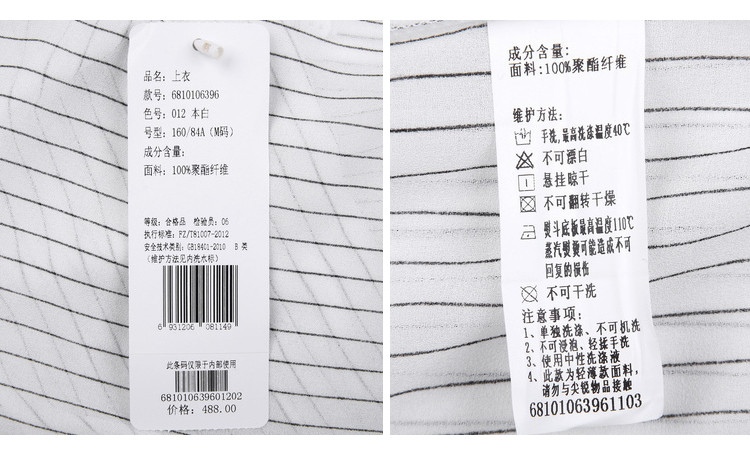 品名: 上衣
款号: 6810106396
色号: 012 本白
号型: 160/84A (M码)
成分含量:
面料: 100%聚酯纤维
等级: 合格品 检验员: 06
执行标准: FZ/T81007-2012
安全技术类别: GB18401-2010 B 类
(维护方法见内洗水标)
6 931206 081149
此条码仅限于内部使用
681010639601202
价格: 488.00
成分含量:
面料: 100%聚酯纤维
维护方法:
手洗,最高洗涤温度40℃
不可漂白
悬挂晾干
不可翻转干燥
熨斗底板最高温度110℃
蒸汽熨烫可能造成不可
回复的损伤
不可干洗
注意事项:
1、单独洗涤、不可机洗
2、不可浸泡、轻揉手洗
3、使用中性洗涤液
4、此款为轻薄款面料,
请勿与尖锐物品接触
68101063961103